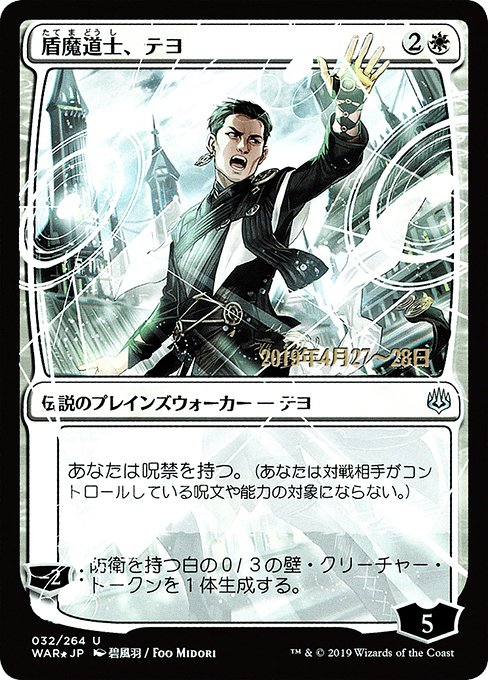 たて ま どう し
盾魔道士、テヨ
2
2019年4月27～28日
伝説のプレインズウォーカー ― テヨ
あなたは呪禁を持つ。(あなたは対戦相手がコント
ロールしている呪文や能力の対象にならない。)
-2:防衛を持つ白の0/3の壁・クリーチャー・
トークンを1体生成する。
5
032/264 U
WAR★JP 碧風羽/Foo Midori
™ & © 2019 Wizards of the Coast